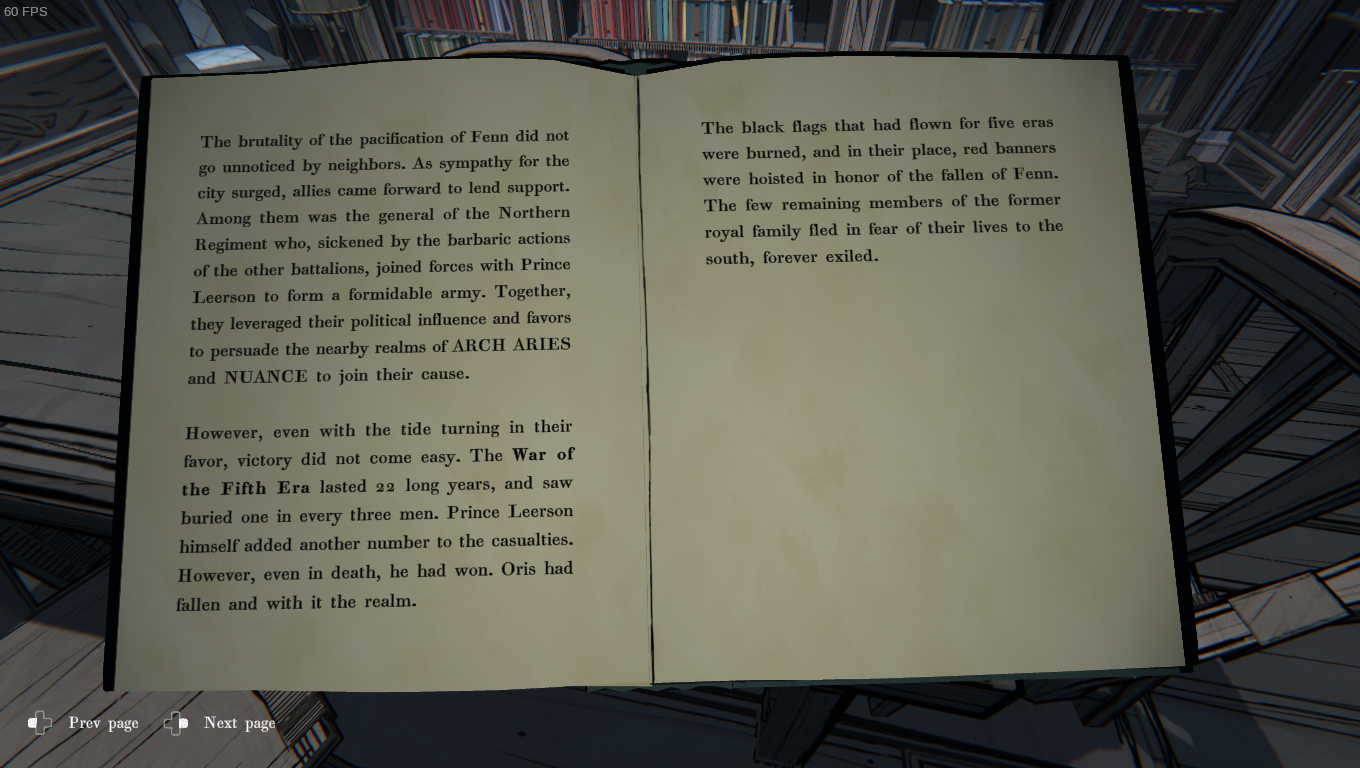 60 FPS
The brutality of the pacification of Fenn did not
go unnoticed by neighbors. As sympathy for the
city surged, allies came forward to lend support.
Among them was the general of the Northern
Regiment who, sickened by the barbaric actions
of the other battalions, joined forces with Prince
Leerson to form a formidable army. Together,
they leveraged their political influence and favors
to persuade the nearby realms of ARCH ARIES
and NUANCE to join their cause.
However, even with the tide turning in their
favor, victory did not come easy. The War of
the Fifth Era lasted 22 long years, and saw
buried one in every three men. Prince Leerson
himself added another number to the casualties.
However, even in death, he had won. Oris had
fallen and with it the realm.
The black flags that had flown for five eras
were burned, and in their place, red banners
were hoisted in honor of the fallen of Fenn.
The few remaining members of the former
royal family fled in fear of their lives to the
south, forever exiled.
Prev page
Next page